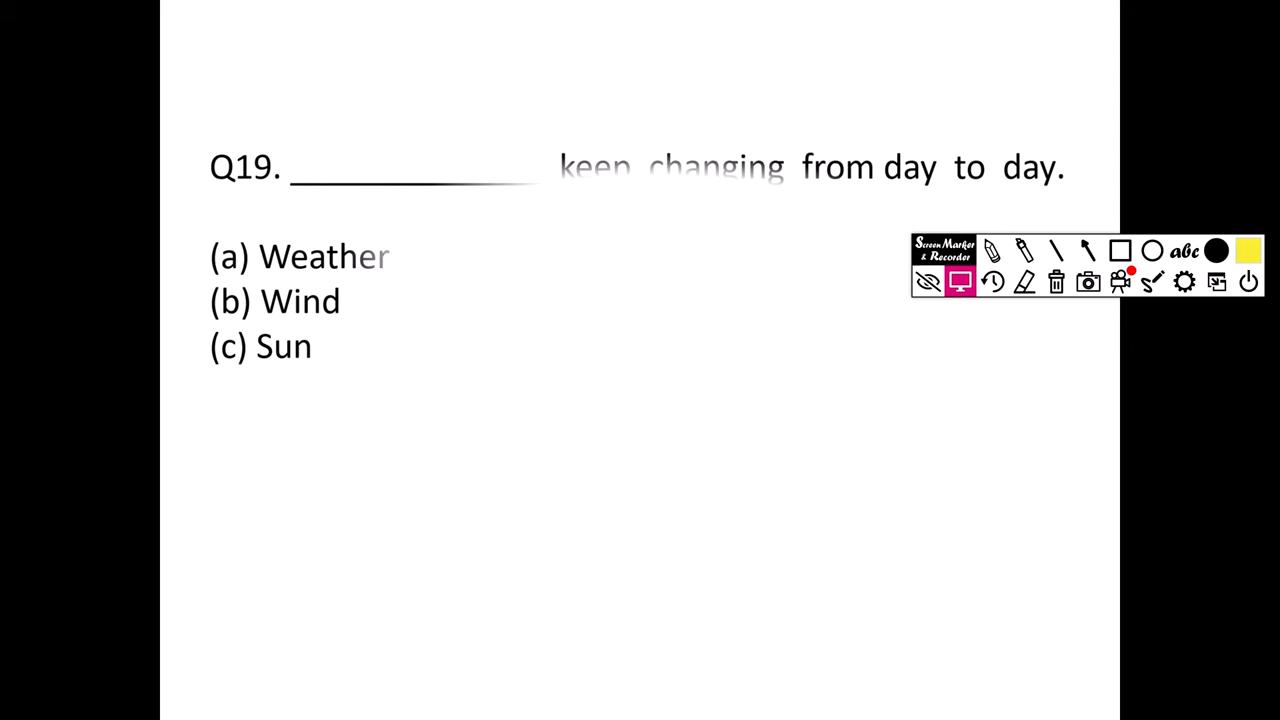 Q19. ______________ keep changing from day to day.
(a) Weather
(b) Wind
(c) Sun
Screen Marker
& Recorder
abc